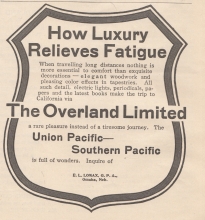 How Luxury
Relieves Fatigue
When travelling long distances nothing is
more essential to comfort than exquisite
decorations — elegant woodwork and
pleasing color effects in tapestries. All
such detail, electric lights, periodicals, pa-
pers and the latest books make the trip to
California via
The Overland Limited
a rare pleasure instead of a tiresome journey. The
Union Pacific—
Southern Pacific
is full of wonders. Inquire of
E. L. LOMAX, G. P. A.,
Omaha, Neb.